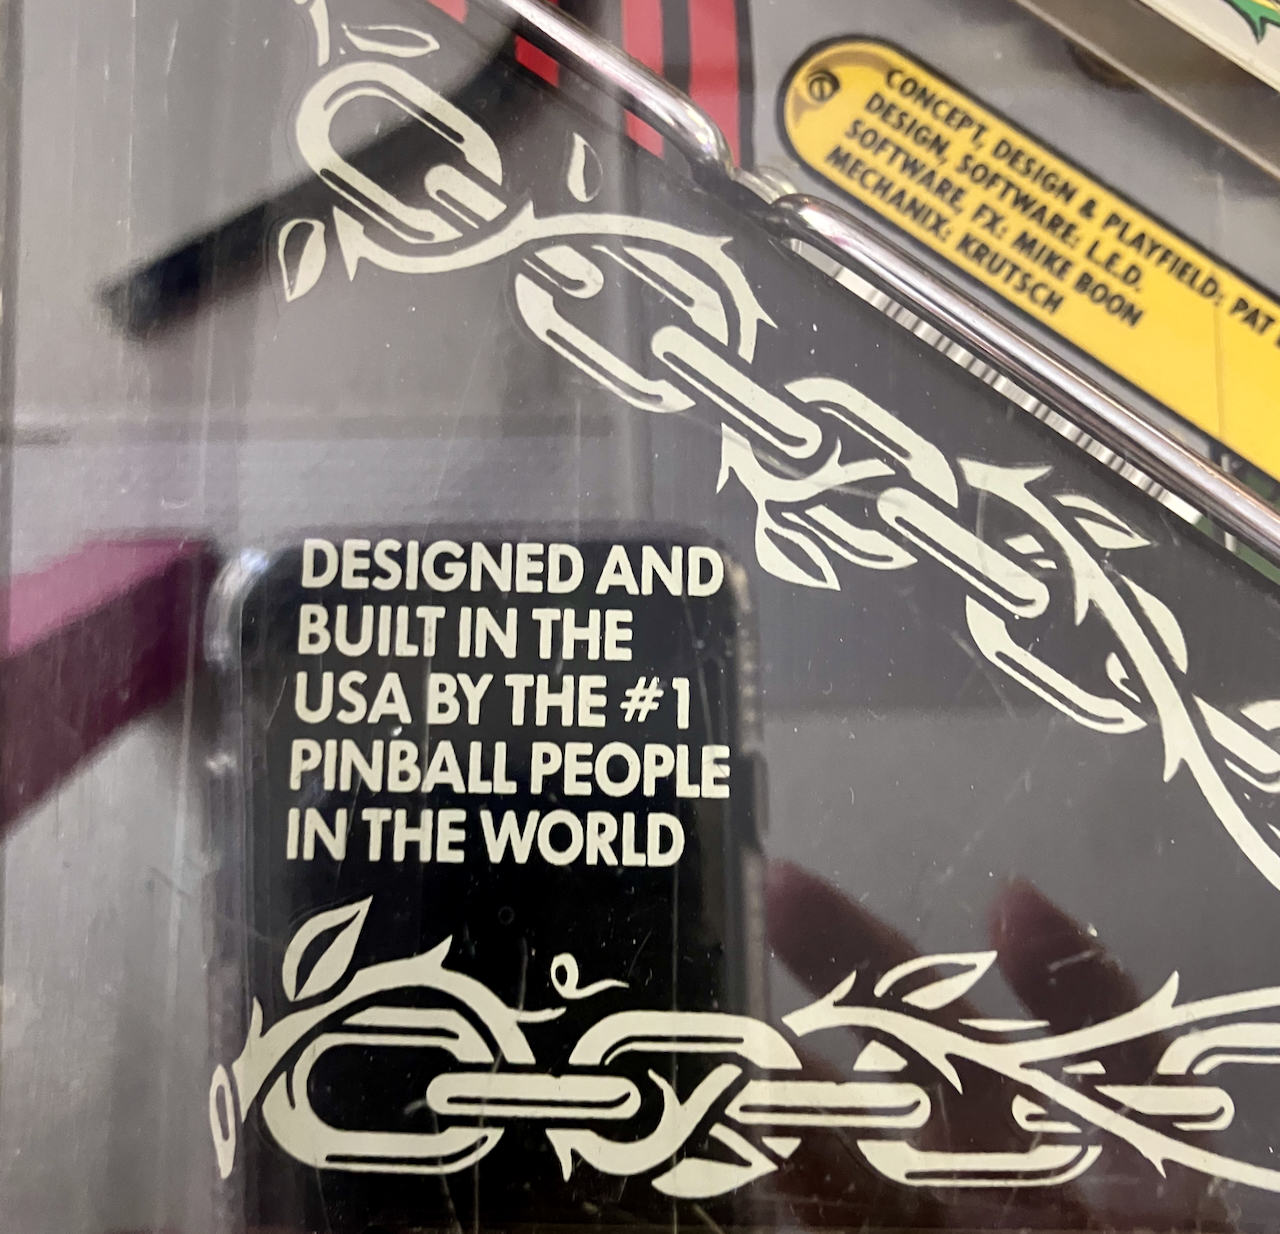 CONCEPT, DESIGN & PLAYFIELD: PAT
DESIGN, SOFTWARE: L.E.D.
SOFTWARE, FX: MIKE BOON
MECHANIX: KRUTSCH
DESIGNED AND
BUILT IN THE
USA BY THE #1
PINBALL PEOPLE
IN THE WORLD